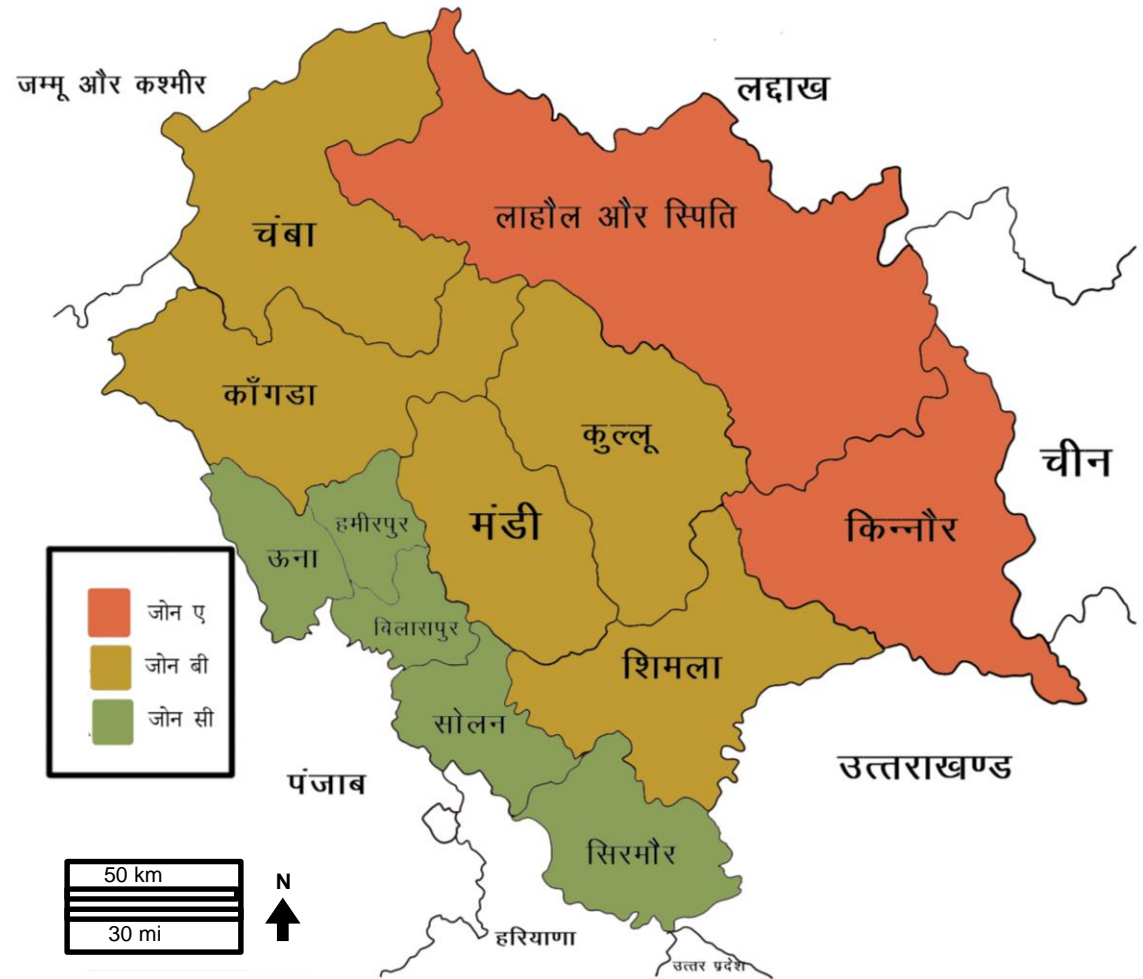 जम्मू और कश्मीर
लद्दाख
लाहौल और स्पिति
चंबा
काँगडा
कुल्लू
चीन
मंडी
किन्नौर
हमीरपुर
ऊना
बिलासपुर
शिमला
सोलन
सिरमौर
जोन ए
जोन बी
जोन सी
पंजाब
उत्तराखण्ड
50 km
30 mi
N
हरियाणा
उत्तर प्रदेश